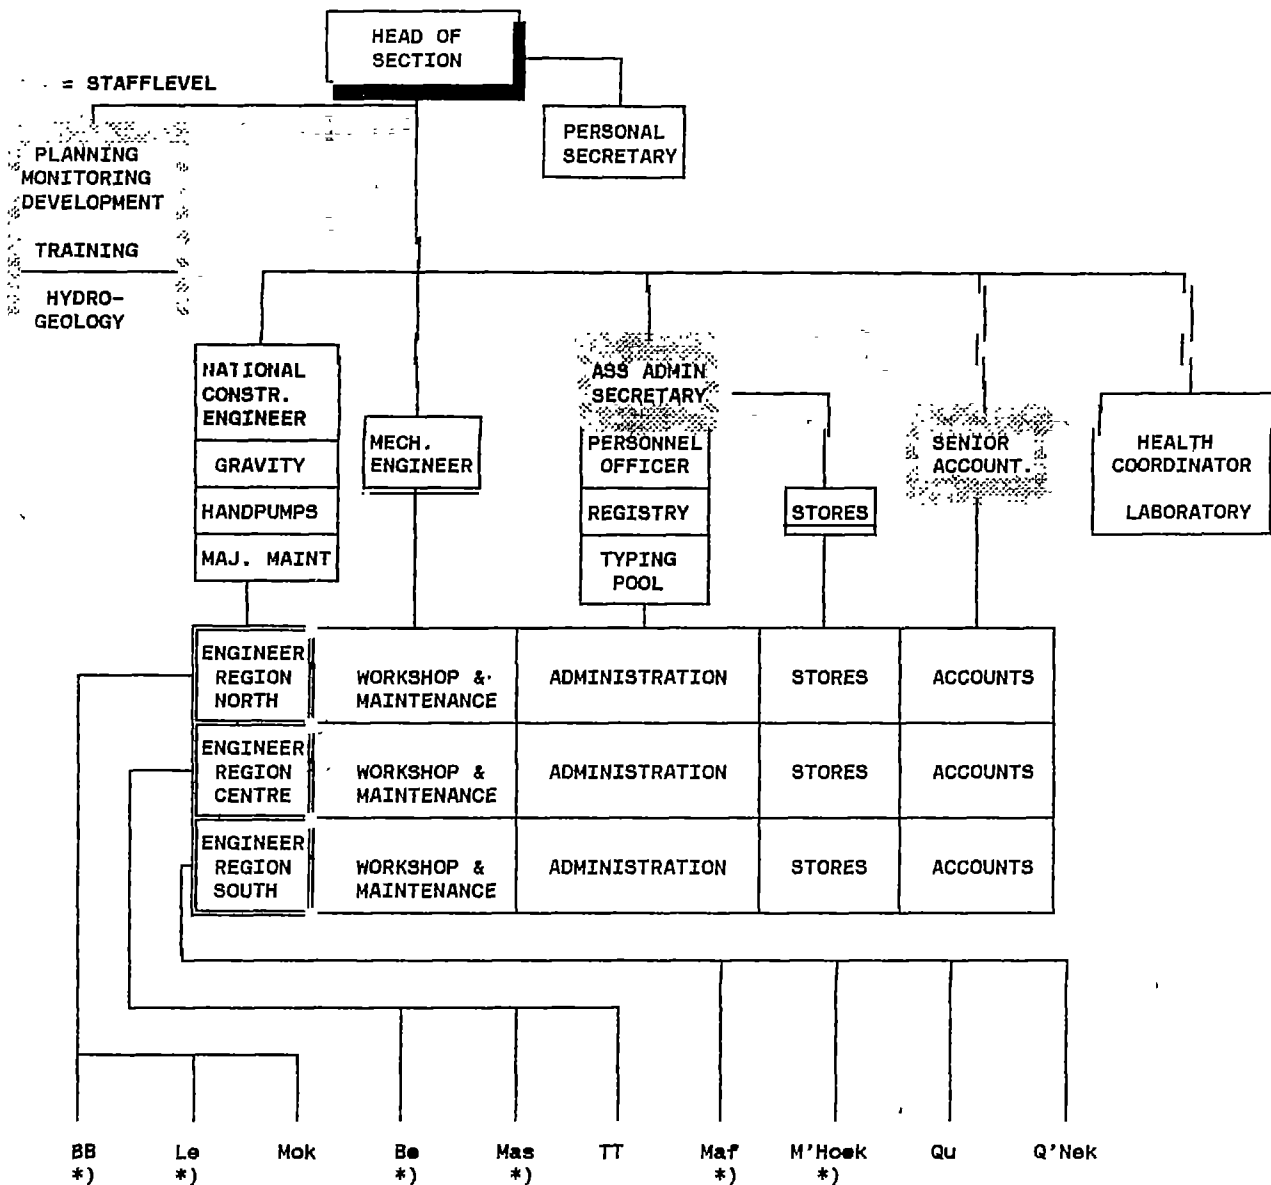 HEAD OF
SECTION
= STAFFLEVEL
PERSONAL
SECRETARY
PLANNING
MONITORING
DEVELOPMENT
TRAINING
HYDRO-
GEOLOGY
NATIONAL
CONSTR.
ENGINEER
GRAVITY
HANDPUMPS
MAJ. MAINT
MECH.
ENGINEER
ASS ADMIN
SECRETARY
PERSONNEL
OFFICER
REGISTRY
TYPING
POOL
STORES
SENIOR
ACCOUNT.
HEALTH
COORDINATOR
LABORATORY
ENGINEER
REGION
NORTH
WORKSHOP &
MAINTENANCE
ADMINISTRATION
STORES
ACCOUNTS
ENGINEER
REGION
CENTRE
WORKSHOP &
MAINTENANCE
ADMINISTRATION
STORES
ACCOUNTS
ENGINEER
REGION
SOUTH
WORKSHOP &
MAINTENANCE
ADMINISTRATION
STORES
ACCOUNTS
BB Le Mok Be Mas TT Maf M'Hoek Qu Q'Nek
*) *) *) *) *) *)